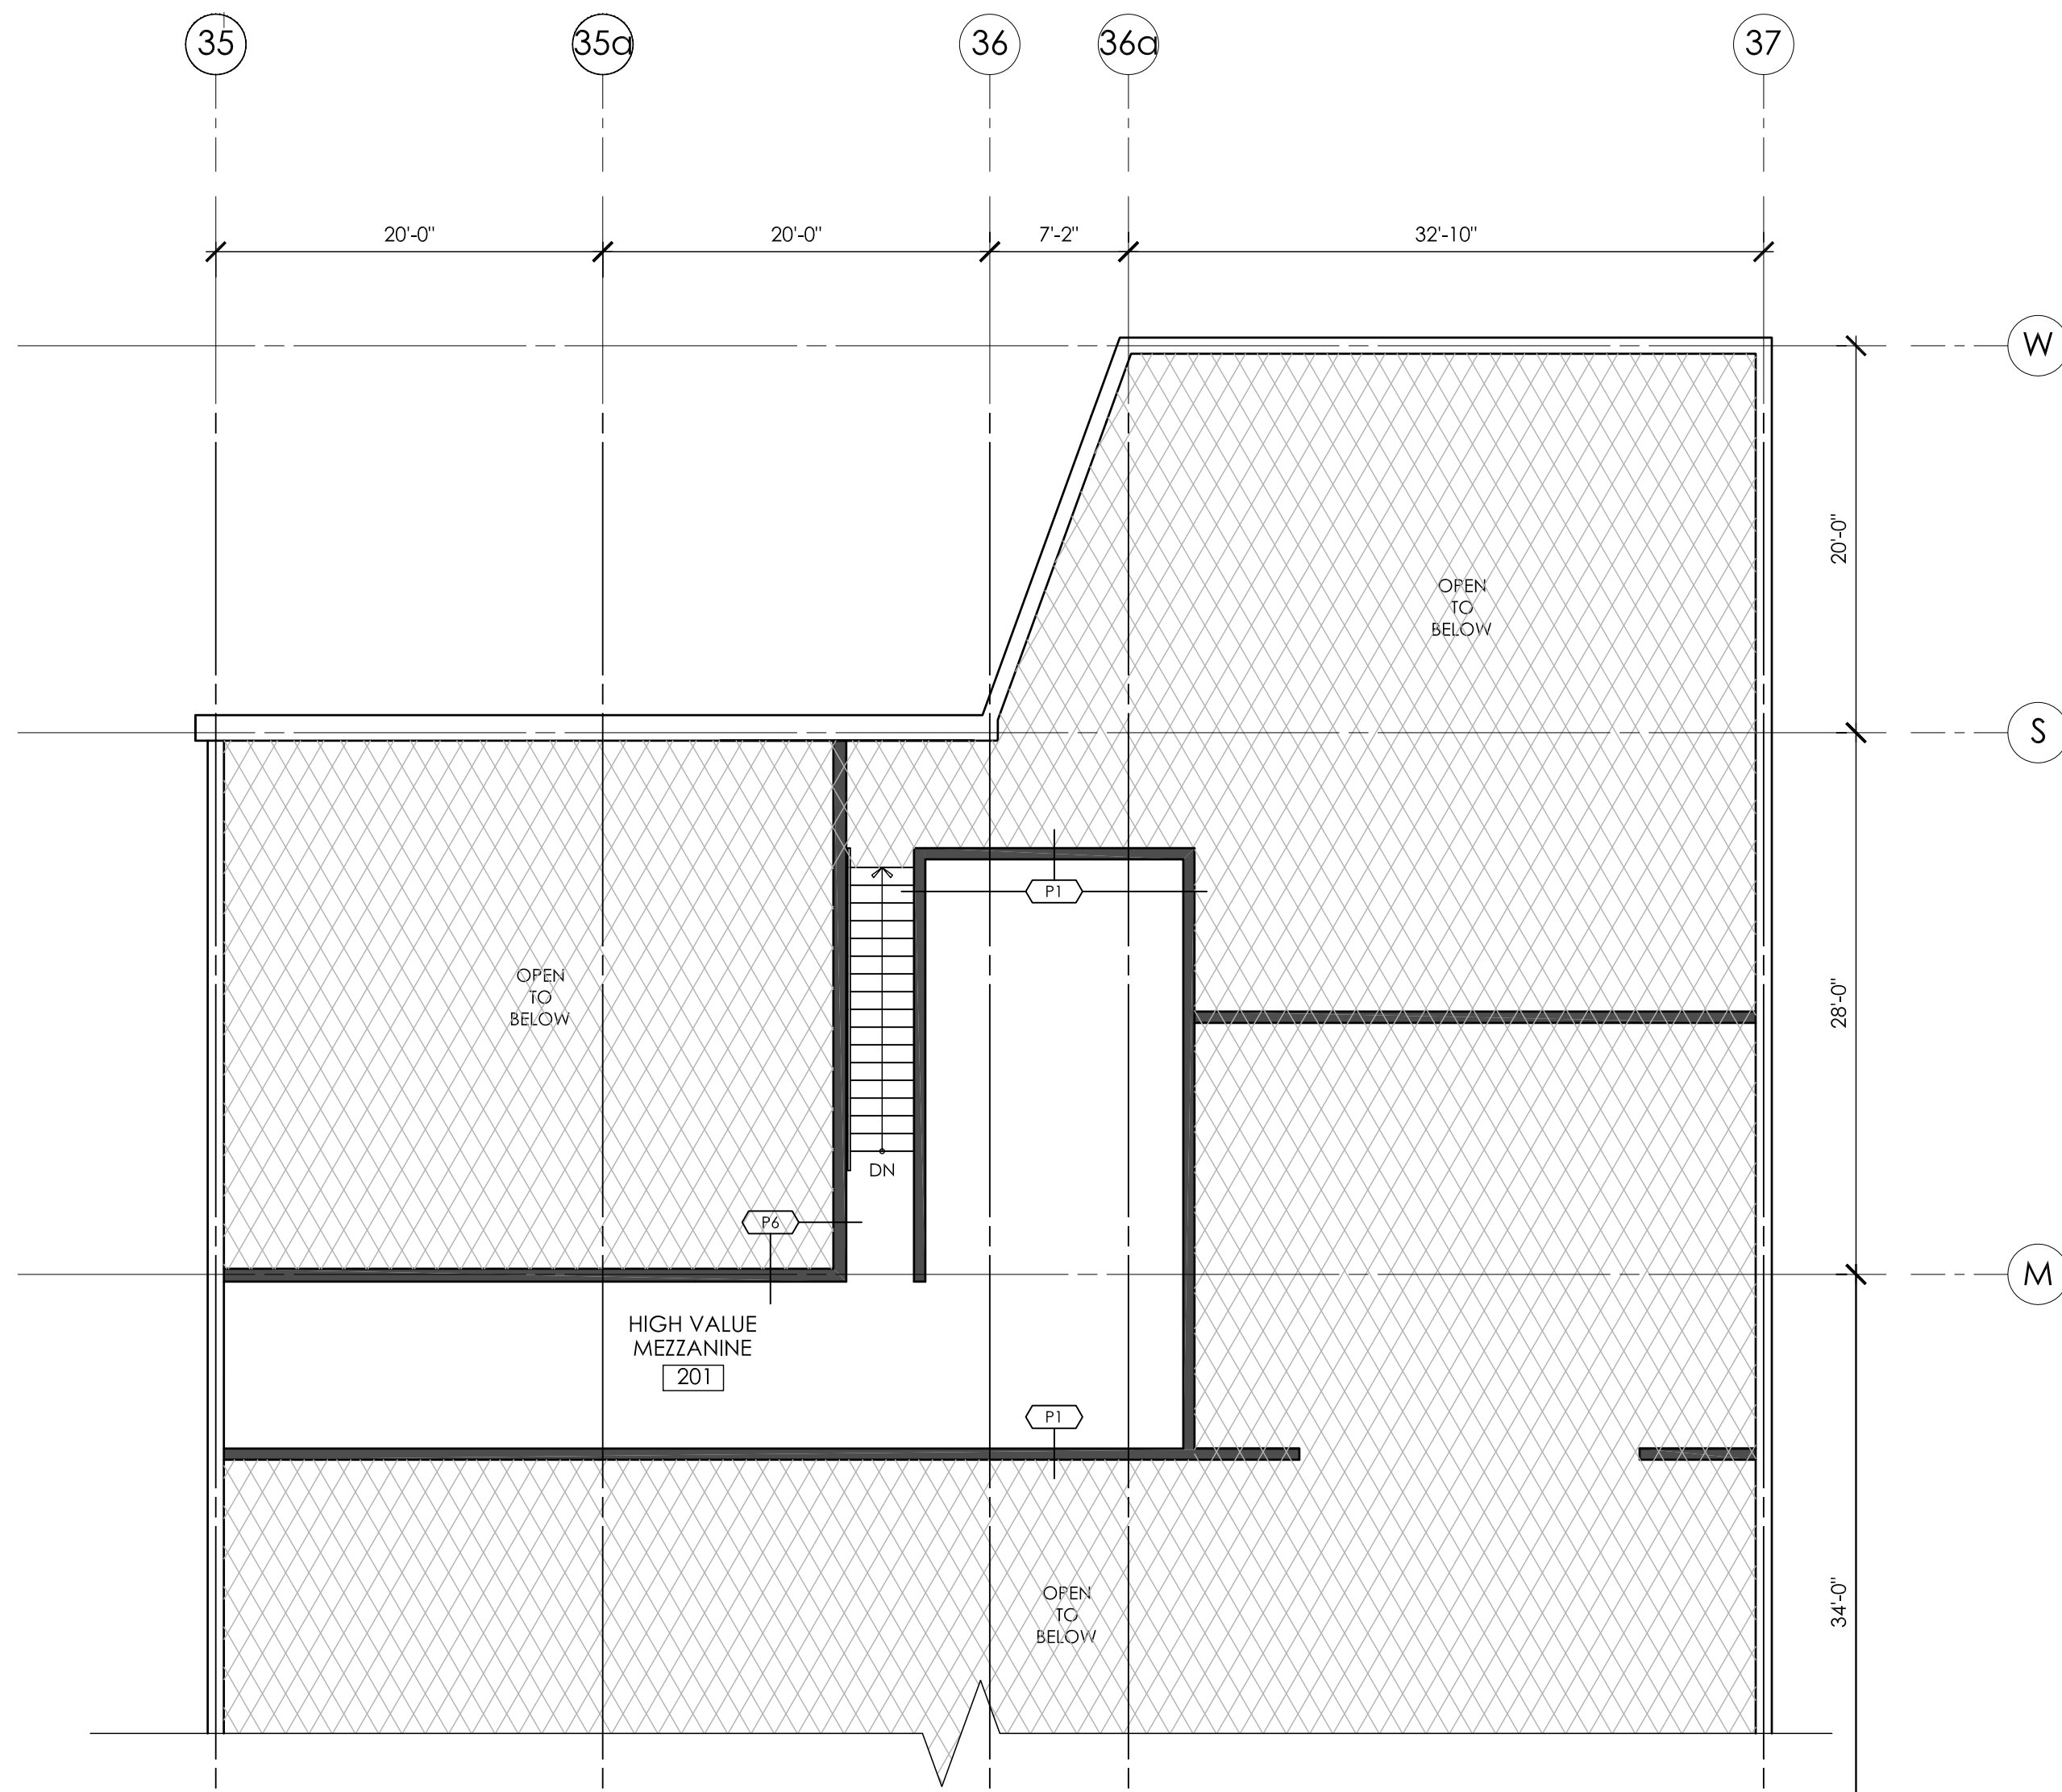 35
35a
36
36a
37
20'-0"
20'-0"
7'-2"
32'-10"
W
20'-0"
OPEN
TO
BELOW
S
P1
OPEN
TO
BELOW
28'-0"
DN
P6
M
HIGH VALUE
MEZZANINE
201
P1
OPEN
TO
BELOW
34'-0"